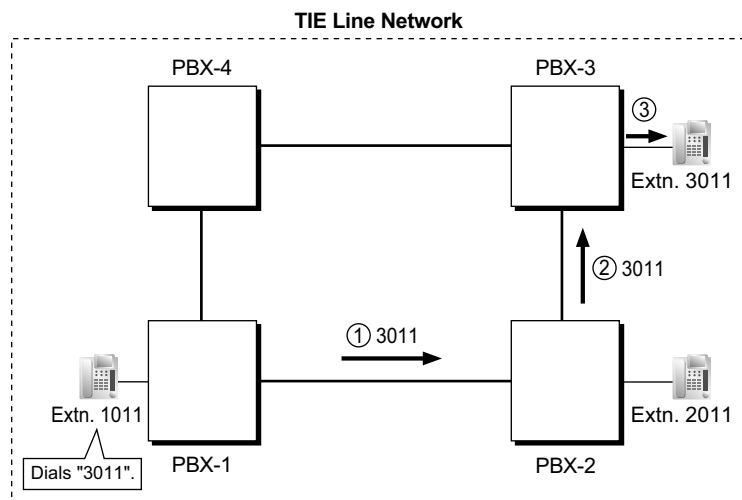 TIE Line Network
PBX-4
PBX-3
③
Extn. 3011
② 3011
① 3011
Extn. 1011
Extn. 2011
Dials "3011".
PBX-1
PBX-2